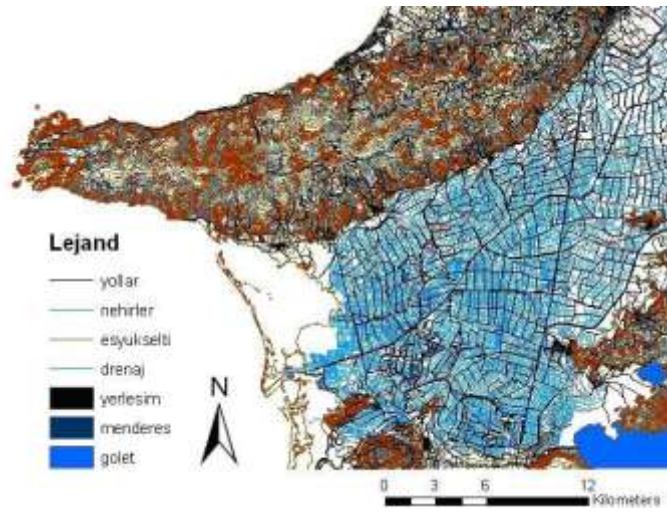 Lejand
yollar
nehirler
esyukselti
drenaj
yerlesim
menderes
golet
N
0 3 6 12
Kilometers